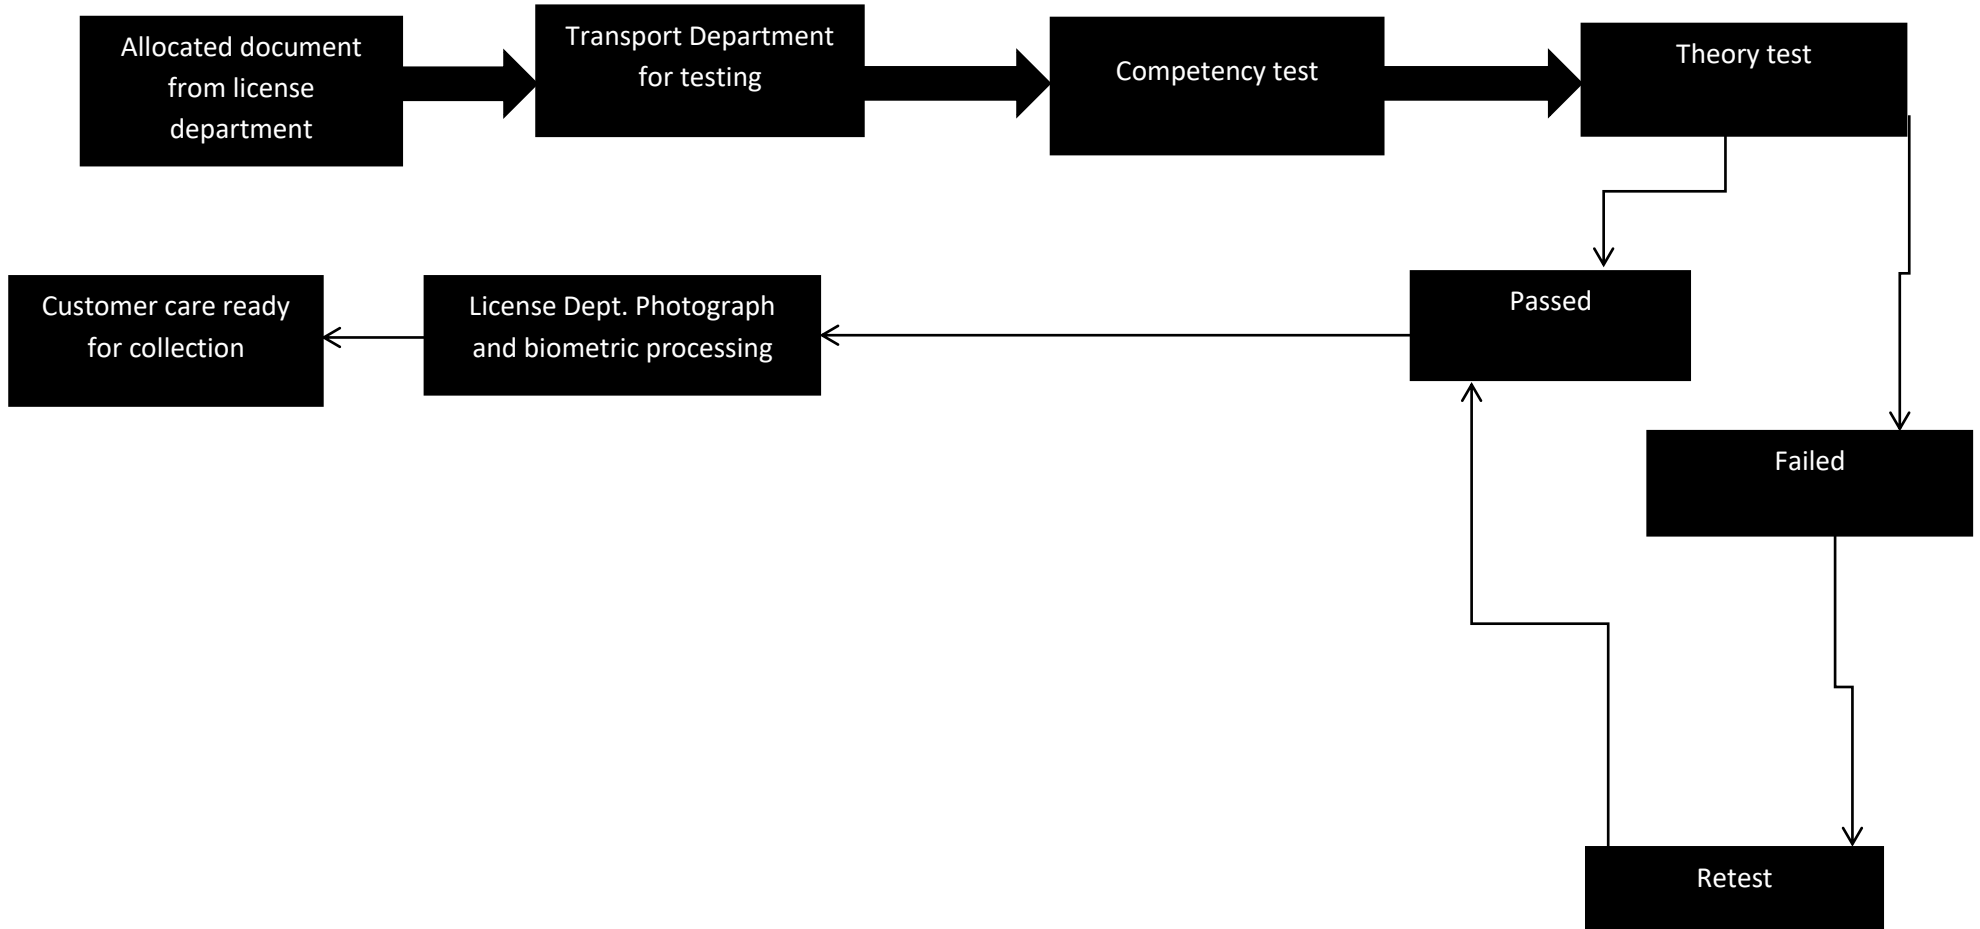 Allocated document
from license
department
Transport Department
for testing
Competency test
Theory test
Customer care ready
for collection
License Dept. Photograph
and biometric processing
Passed
Failed
Retest